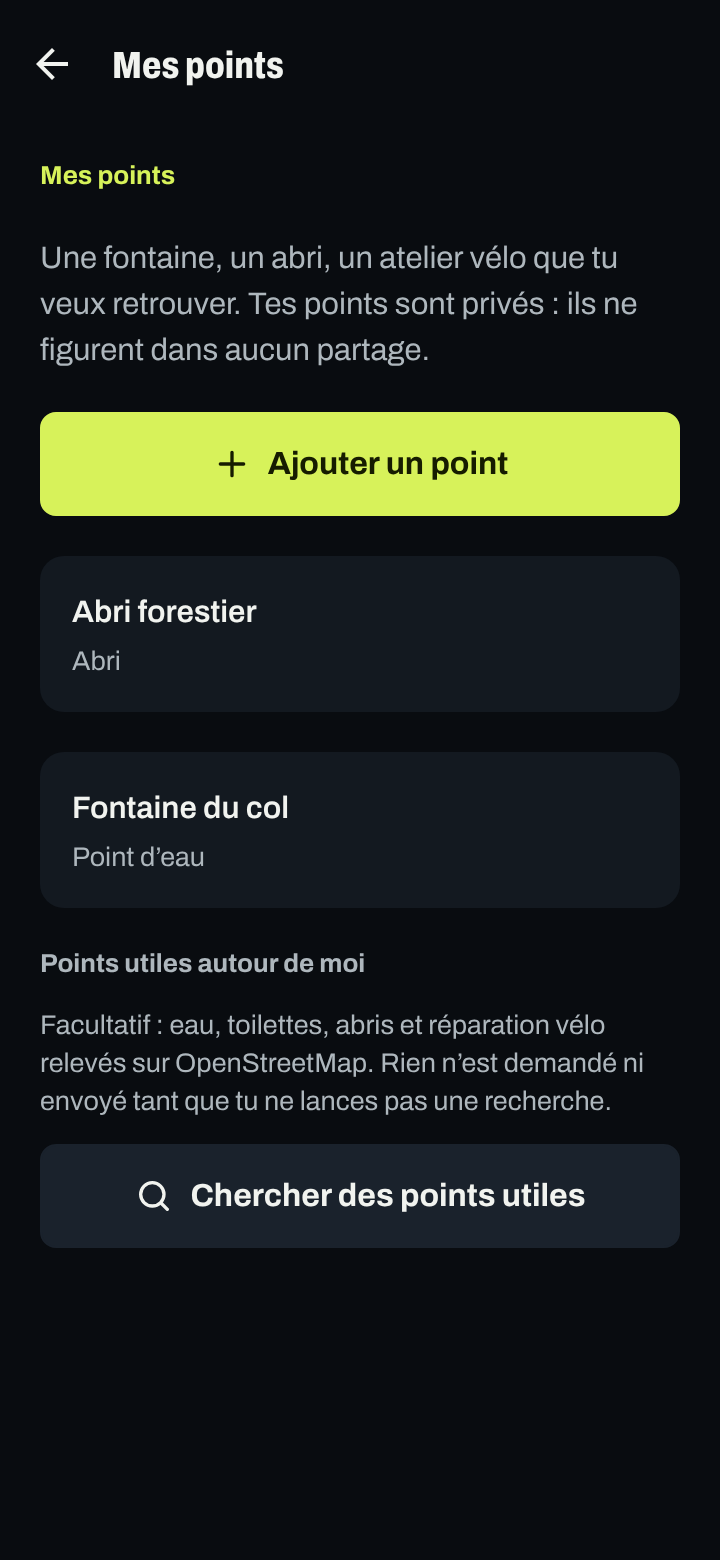 Mes points
Mes points
Une fontaine, un abri, un atelier vélo que tu
veux retrouver. Tes points sont privés : ils ne
figurent dans aucun partage.
Ajouter un point
Abri forestier
Abri
Fontaine du col
Point d’eau
Points utiles autour de moi
Facultatif : eau, toilettes, abris et réparation vélo
relevés sur OpenStreetMap. Rien n’est demandé ni
envoyé tant que tu ne lances pas une recherche.
Chercher des points utiles